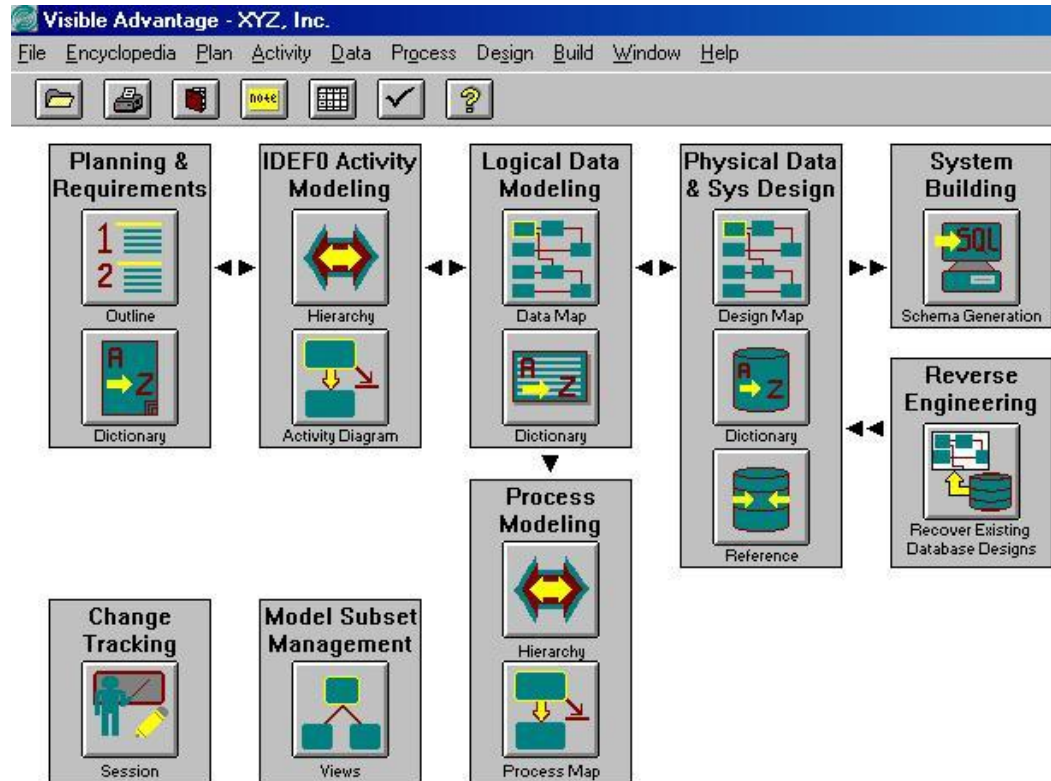 Visible Advantage - XYZ, Inc.
File Encyclopedia Plan Activity Data Process Design Build Window Help
note
Planning &
Requirements
1
2
Outline
A
Z
Dictionary
IDEF0 Activity
Modeling
Hierarchy
Activity Diagram
Logical Data
Modeling
Data Map
A
Z
Dictionary
Physical Data
& Sys Design
Design Map
A
Z
Dictionary
Reference
System
Building
SQL
Schema Generation
Reverse
Engineering
Recover Existing
Database Designs
Process
Modeling
Hierarchy
Process Map
Change
Tracking
Session
Model Subset
Management
Views